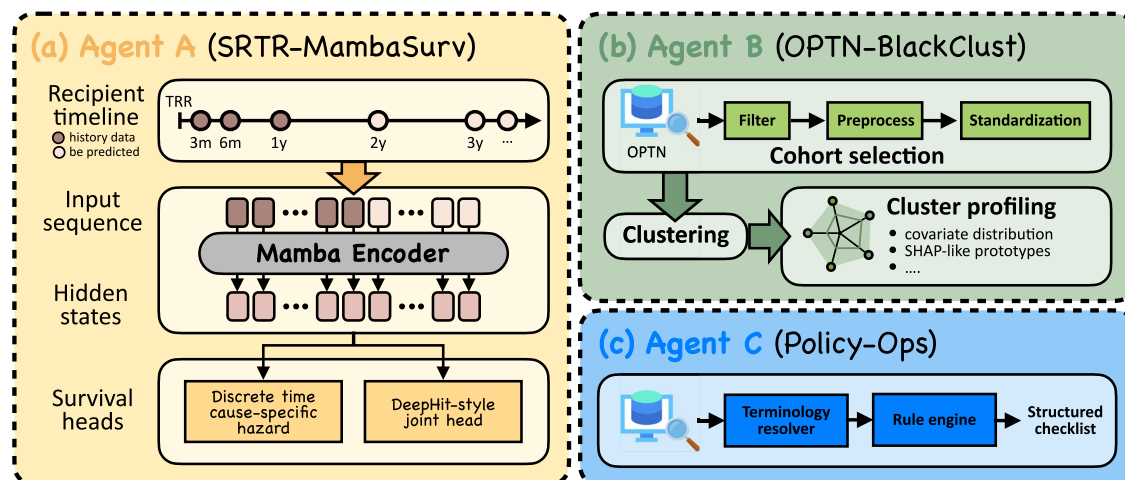 (a) Agent A (SRTR-MambaSurv)
Recipient
timeline
history data
be predicted
TRR
3m 6m 1y 2y 3y ...
Input
sequence
Mamba Encoder
Hidden
states
Survival
heads
Discrete time
cause-specific
hazard
DeepHit-style
joint head
(b) Agent B (OPTN-BlackClust)
OPTN
Filter
Preprocess
Standardization
Cohort selection
Clustering
Cluster profiling
• covariate distribution
• SHAP-like prototypes
• ....
(c) Agent C (Policy-Ops)
Terminology
resolver
Rule engine
Structured
checklist